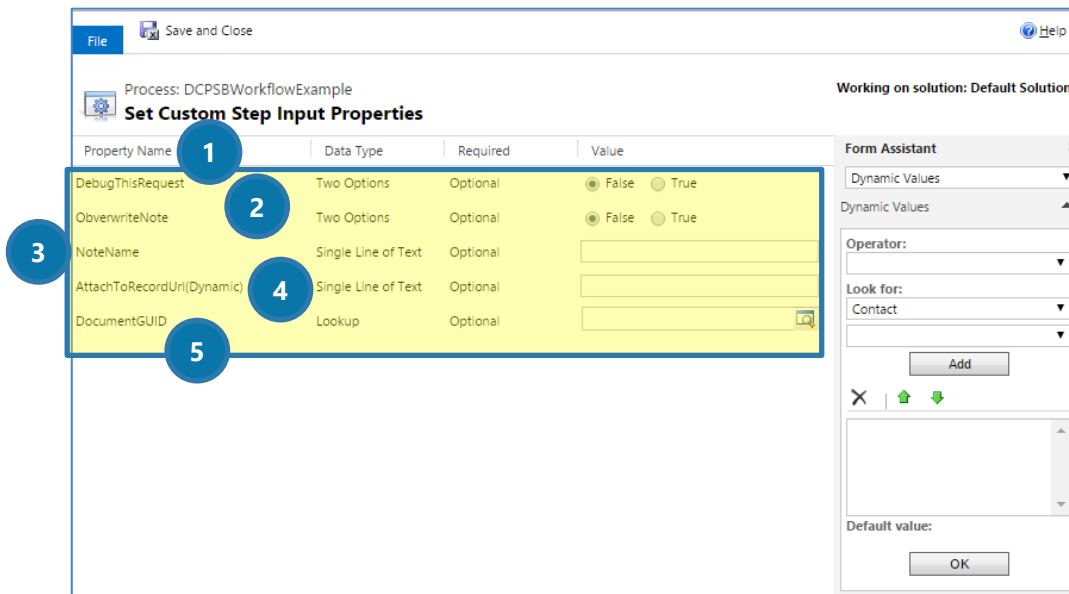 File
Save and Close
Help
Process: DCPSBWorkflowExample
Working on solution: Default Solution
Set Custom Step Input Properties
Property Name 1 Data Type Required Value
DebugThisRequest Two Options Optional False True
2
ObverwriteNote Two Options Optional False True
3
NoteName Single Line of Text Optional
AttachToRecordUrl(Dynamic) 4 Single Line of Text Optional
DocumentGUID Lookup Optional
5
Form Assistant
Dynamic Values
Dynamic Values
Operator:
Look for:
Contact
Add
Default value:
OK